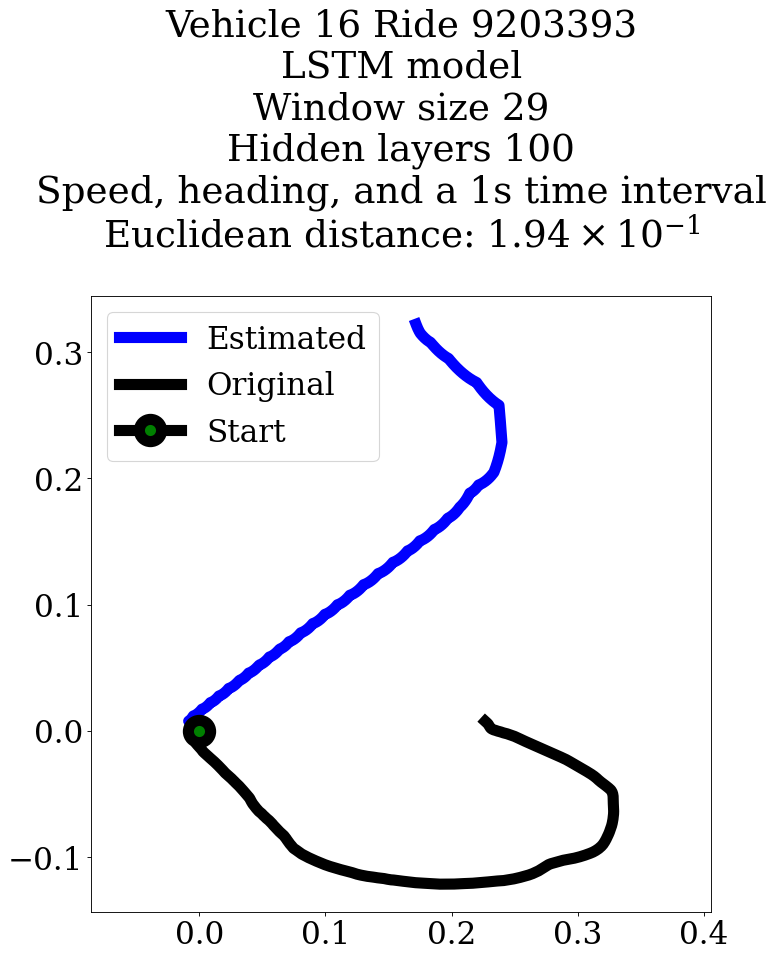 Vehicle 16 Ride 9203393
LSTM model
Window size 29
Hidden layers 100
Speed, heading, and a 1s time interval
Euclidean distance: 1.94 × 10⁻¹
Estimated
Original
Start
0.3
0.2
0.1
0.0
−0.1
0.0 0.1 0.2 0.3 0.4